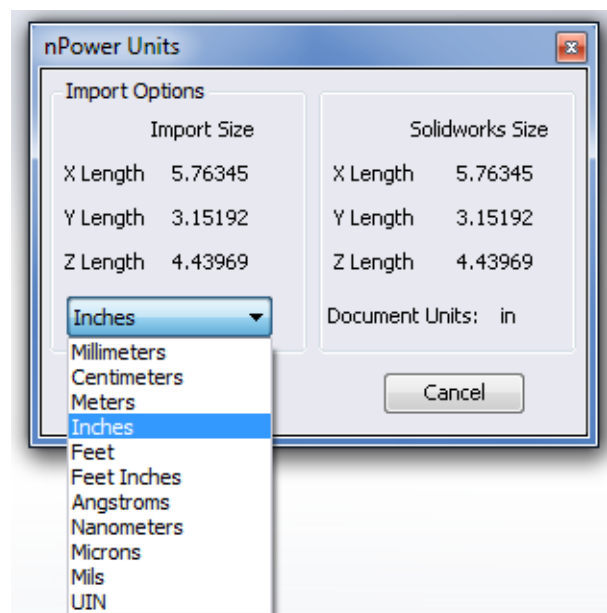 nPower Units
Import Options
Import Size
Solidworks Size
X Length 5.76345
X Length 5.76345
Y Length 3.15192
Y Length 3.15192
Z Length 4.43969
Z Length 4.43969
Inches
Document Units: in
Millimeters
Centimeters
Meters
Inches
Feet
Feet Inches
Angstroms
Nanometers
Microns
Mils
UIN
Cancel